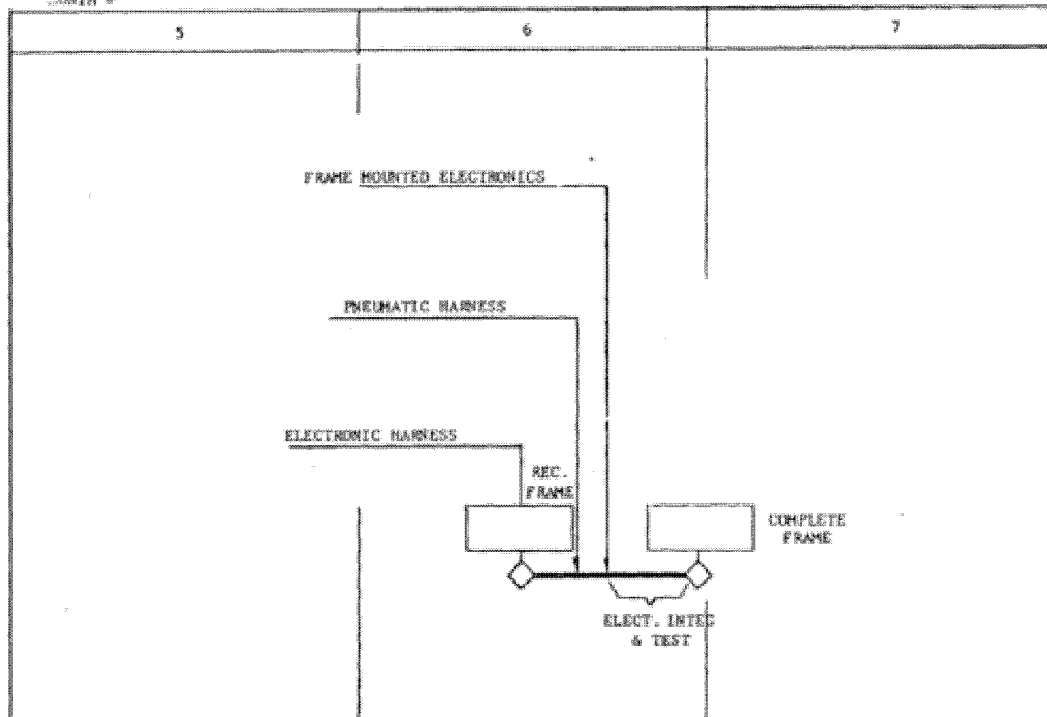 5 6 7
FRAME MOUNTED ELECTRONICS
PNEUMATIC HARNESS
ELECTRONIC HARNESS
REC.
FRAME
COMPLETE
FRAME
ELECT. INTEG
& TEST